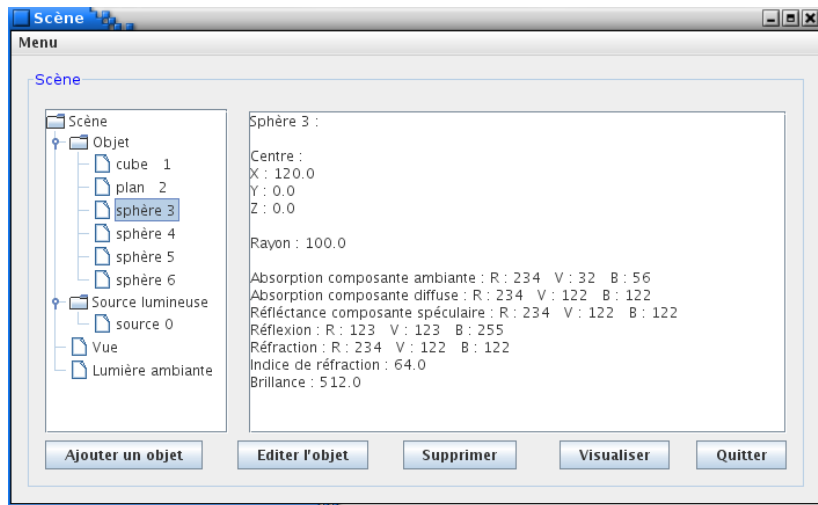 Scène
Menu
Scène
Scène
Objet
cube 1
plan 2
sphère 3
sphère 4
sphère 5
sphère 6
Source lumineuse
source 0
Vue
Lumière ambiante
Sphère 3 :
Centre :
X : 120.0
Y : 0.0
Z : 0.0
Rayon : 100.0
Absorption composante ambiante : R : 234 V : 32 B : 56
Absorption composante diffuse : R : 234 V : 122 B : 122
Réfléctance composante spéculaire : R : 234 V : 122 B : 122
Réflexion : R : 123 V : 123 B : 255
Réfraction : R : 234 V : 122 B : 122
Indice de réfraction : 64.0
Brillance : 512.0
Ajouter un objet Editer l'objet Supprimer Visualiser Quitter